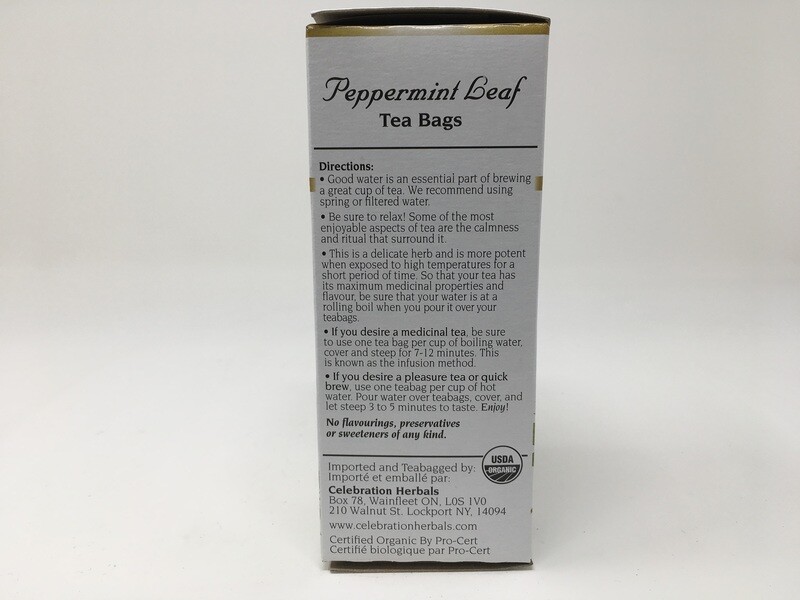 Peppermint Leaf
Tea Bags
Directions:
• Good water is an essential part of brewing
a great cup of tea. We recommend using
spring or filtered water.
• Be sure to relax! Some of the most
enjoyable aspects of tea are the calmness
and ritual that surround it.
• This is a delicate herb and is more potent
when exposed to high temperatures for a
short period of time. So that your tea has
its maximum medicinal properties and
flavour, be sure that your water is at a
rolling boil when you pour it over your
teabags.
• If you desire a medicinal tea, be sure
to use one tea bag per cup of boiling water,
cover and steep for 7-12 minutes. This
is known as the infusion method.
• If you desire a pleasure tea or quick
brew, use one teabag per cup of hot
water. Pour water over teabags, cover, and
let steep 3 to 5 minutes to taste. Enjoy!
No flavourings, preservatives
or sweeteners of any kind.
USDA
ORGANIC
Imported and Teabagged by:
Importé et emballé par:
Celebration Herbals
Box 78, Wainfleet ON, L0S 1V0
210 Walnut St. Lockport NY, 14094
www.celebrationherbals.com
Certified Organic By Pro-Cert
Certifié biologique par Pro-Cert